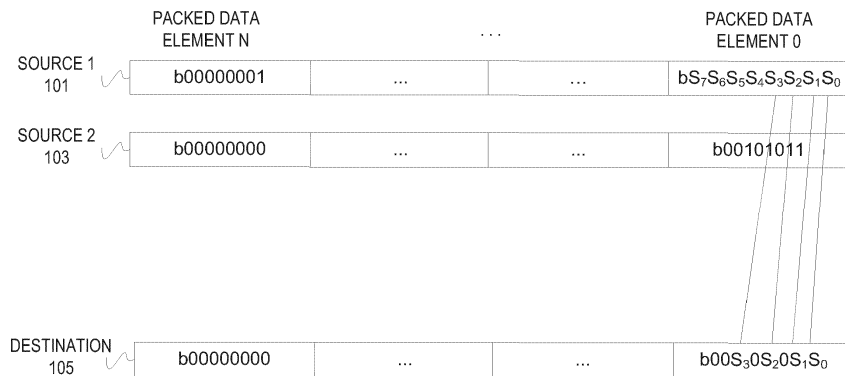 PACKED DATA
ELEMENT N
...
PACKED DATA
ELEMENT 0
SOURCE 1
101
b00000001
...
...
bS₇S₆S₅S₄S₃S₂S₁S₀
SOURCE 2
103
b00000000
...
...
b00101011
DESTINATION
105
b00000000
...
...
b00S₃0S₂0S₁S₀